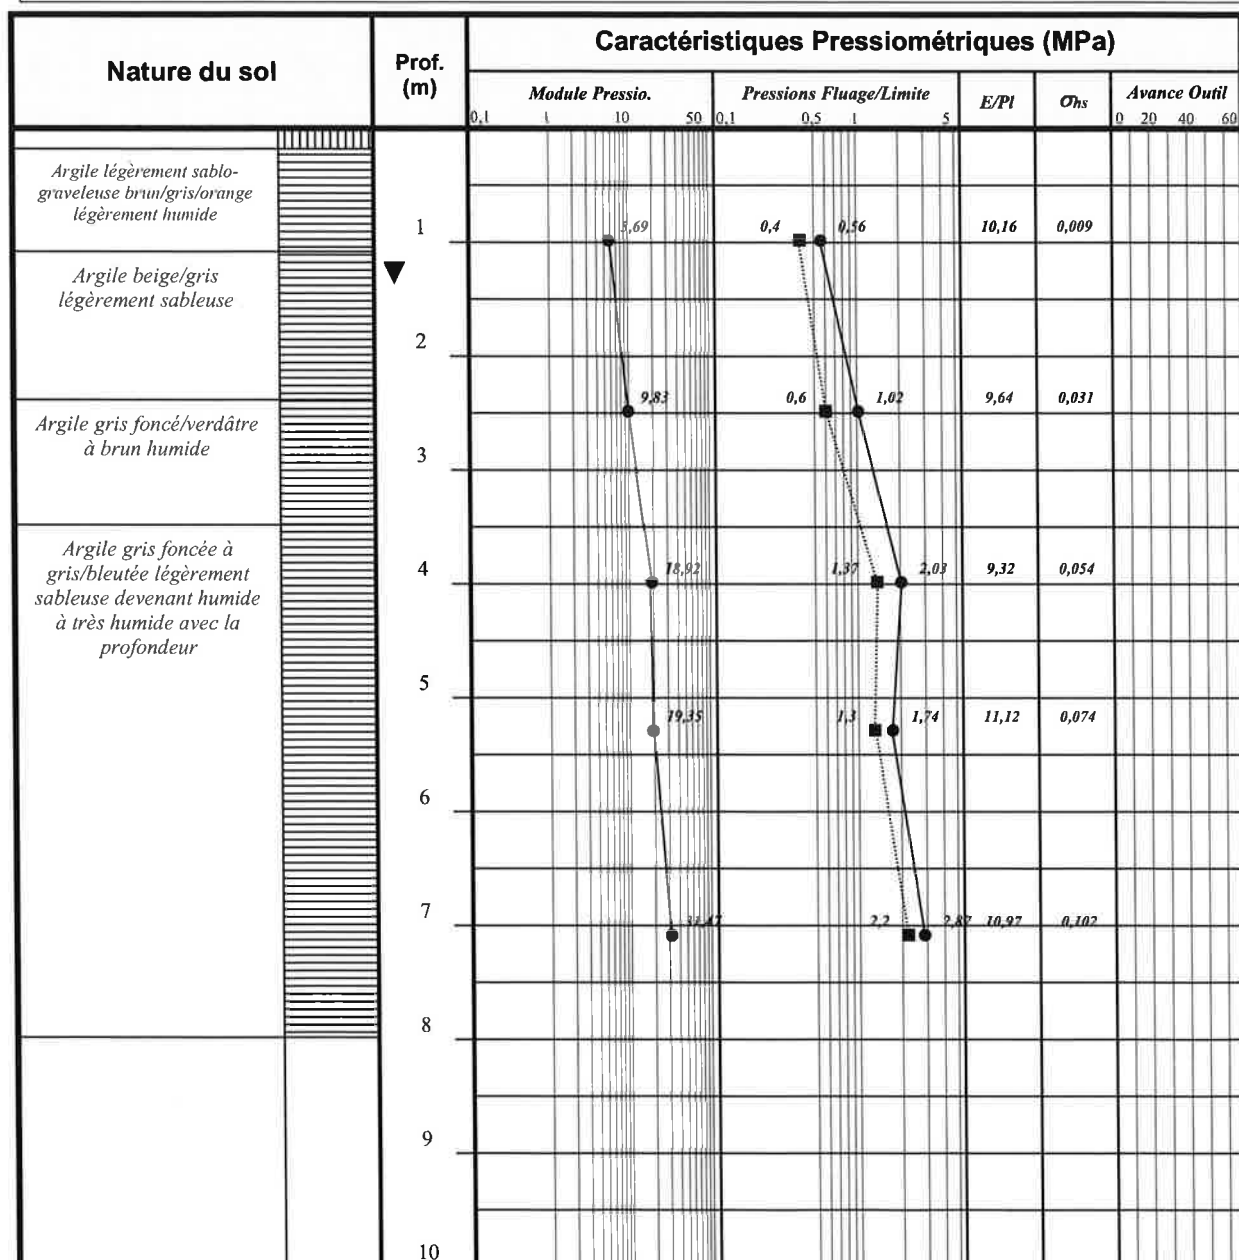 Caractéristiques Pressiométriques (MPa)
Nature du sol
Prof.
(m)
Module Pressio.
Pressions Fluage/Limite
E/Pl
σhs
Avance Outil
0,1 1 10 50 0,1 0,5 1 5 0 20 40 60
Argile légèrement sablo-
graveleuse brun/gris/orange
légèrement humide
1 5,69 0,4 0,56 10,16 0,009
Argile beige/gris
légèrement sableuse
2
9,83 0,6 1,02 9,64 0,031
Argile gris foncé/verdâtre
à brun humide
3
Argile gris foncée à
gris/bleutée légèrement
sableuse devenant humide
à très humide avec la
profondeur
4 18,92 1,37 2,03 9,32 0,054
5
19,35 1,3 1,74 11,12 0,074
6
7 31,47 2,2 2,87 10,97 0,102
8
9
10